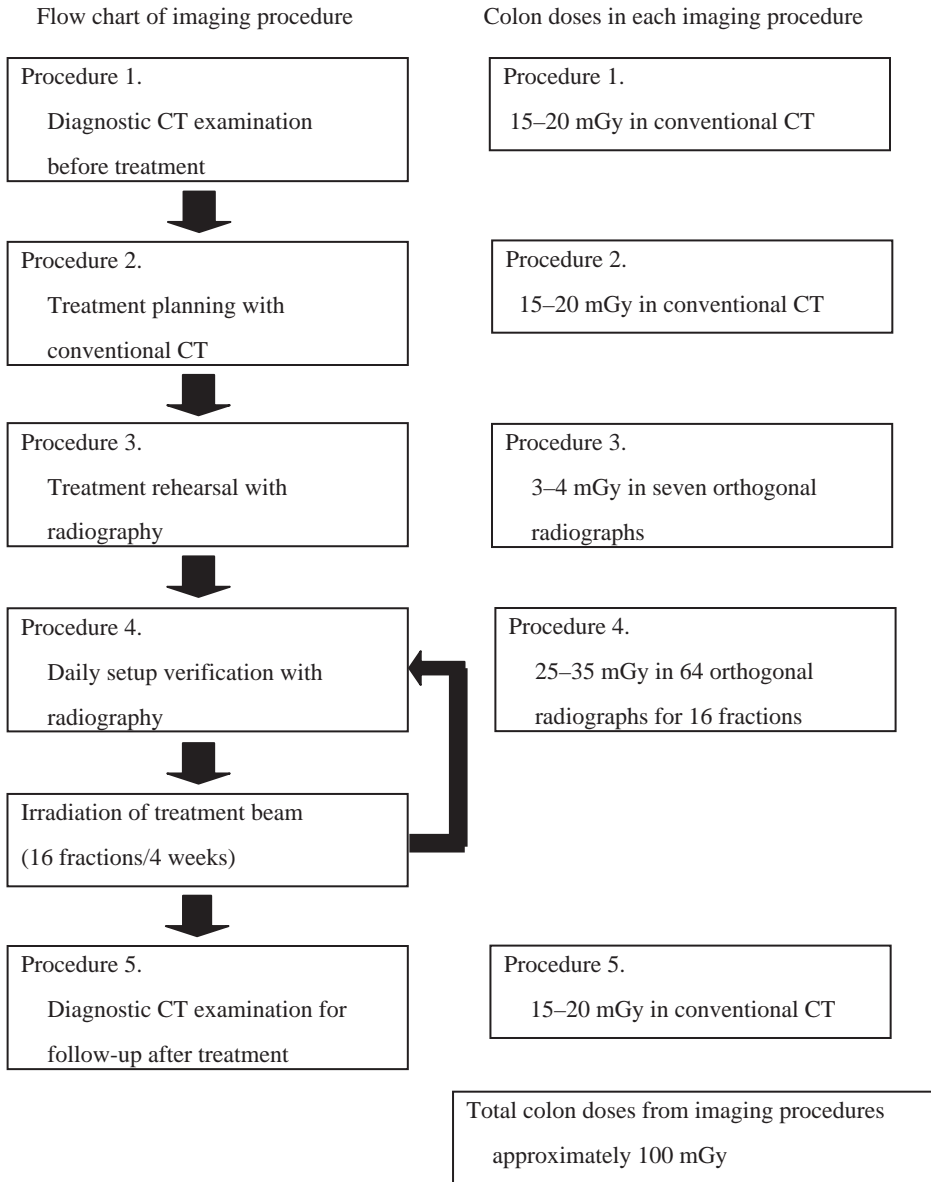 Flow chart of imaging procedure
Colon doses in each imaging procedure
Procedure 1.
Diagnostic CT examination
before treatment
Procedure 1.
15–20 mGy in conventional CT
Procedure 2.
Treatment planning with
conventional CT
Procedure 2.
15–20 mGy in conventional CT
Procedure 3.
Treatment rehearsal with
radiography
Procedure 3.
3–4 mGy in seven orthogonal
radiographs
Procedure 4.
Daily setup verification with
radiography
Procedure 4.
25–35 mGy in 64 orthogonal
radiographs for 16 fractions
Irradiation of treatment beam
(16 fractions/4 weeks)
Procedure 5.
Diagnostic CT examination for
follow-up after treatment
Procedure 5.
15–20 mGy in conventional CT
Total colon doses from imaging procedures
approximately 100 mGy